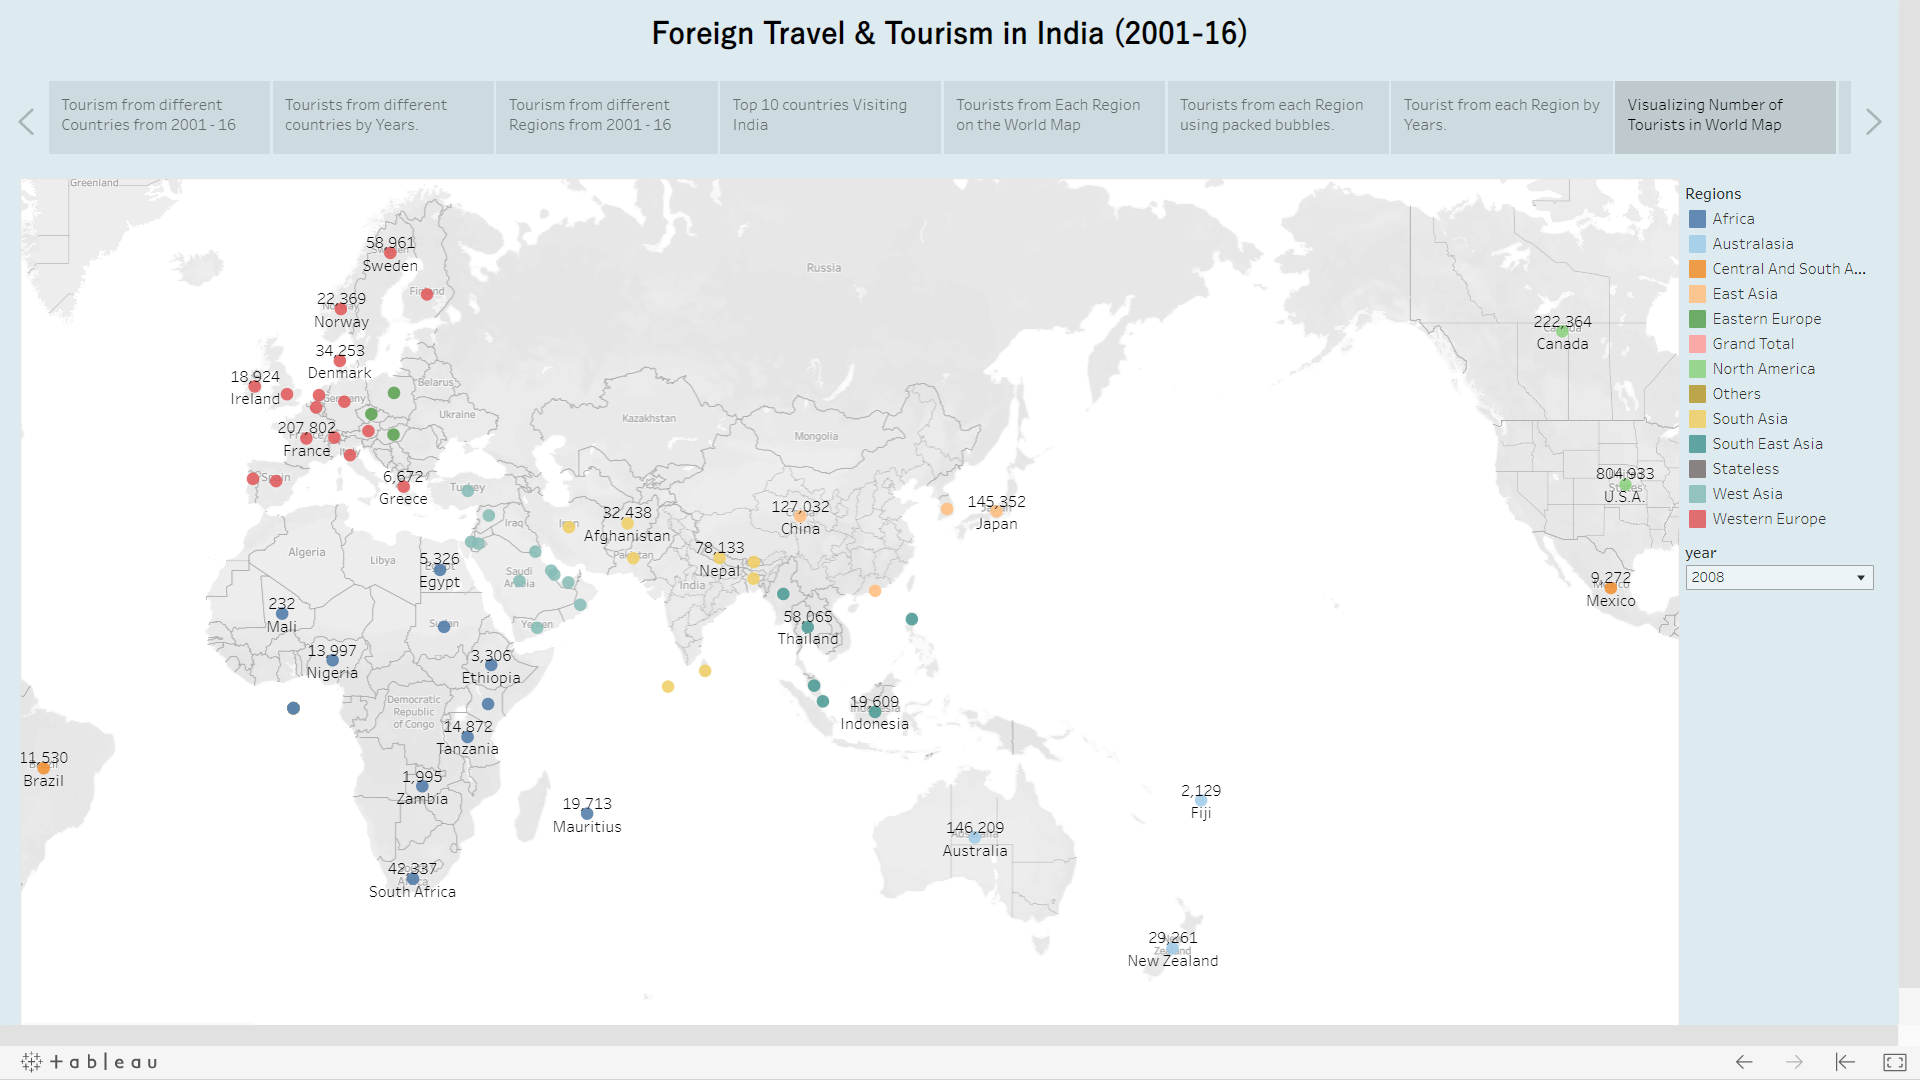 Foreign Travel & Tourism in India (2001-16)
Tourism from different
Countries from 2001 - 16
Tourists from different
countries by Years.
Tourism from different
Regions from 2001 - 16
Top 10 countries Visiting
India
Tourists from Each Region
on the World Map
Tourists from each Region
using packed bubbles.
Tourist from each Region by
Years.
Visualizing Number of
Tourists in World Map
Greenland
58,961
Sweden
Russia
Finland
22,369
Norway
34,253
Denmark
18,924
Ireland
Germany
Belarus
Ukraine
207,802
France
Italy
Spain
6,672
Greece
Turkey
Kazakhstan
Mongolia
Algeria
Libya
Iraq
Iran
32,438
Afghanistan
Pakistan
127,032
China
145,352
Japan
78,133
Nepal
India
5,326
Egypt
Saudi
Arabia
232
Mali
Sudan
Yemen
58,065
Thailand
13,997
Nigeria
3,306
Ethiopia
Democratic
Republic
of Congo
14,872
Tanzania
19,609
Indonesia
11,530
Brazil
1,995
Zambia
19,713
Mauritius
2,129
Fiji
146,209
Australia
42,337
South Africa
29,261
New Zealand
222,364
Canada
804,933
U.S.A.
9,272
Mexico
Regions
Africa
Australasia
Central And South A...
East Asia
Eastern Europe
Grand Total
North America
Others
South Asia
South East Asia
Stateless
West Asia
Western Europe
year
2008
+ableau